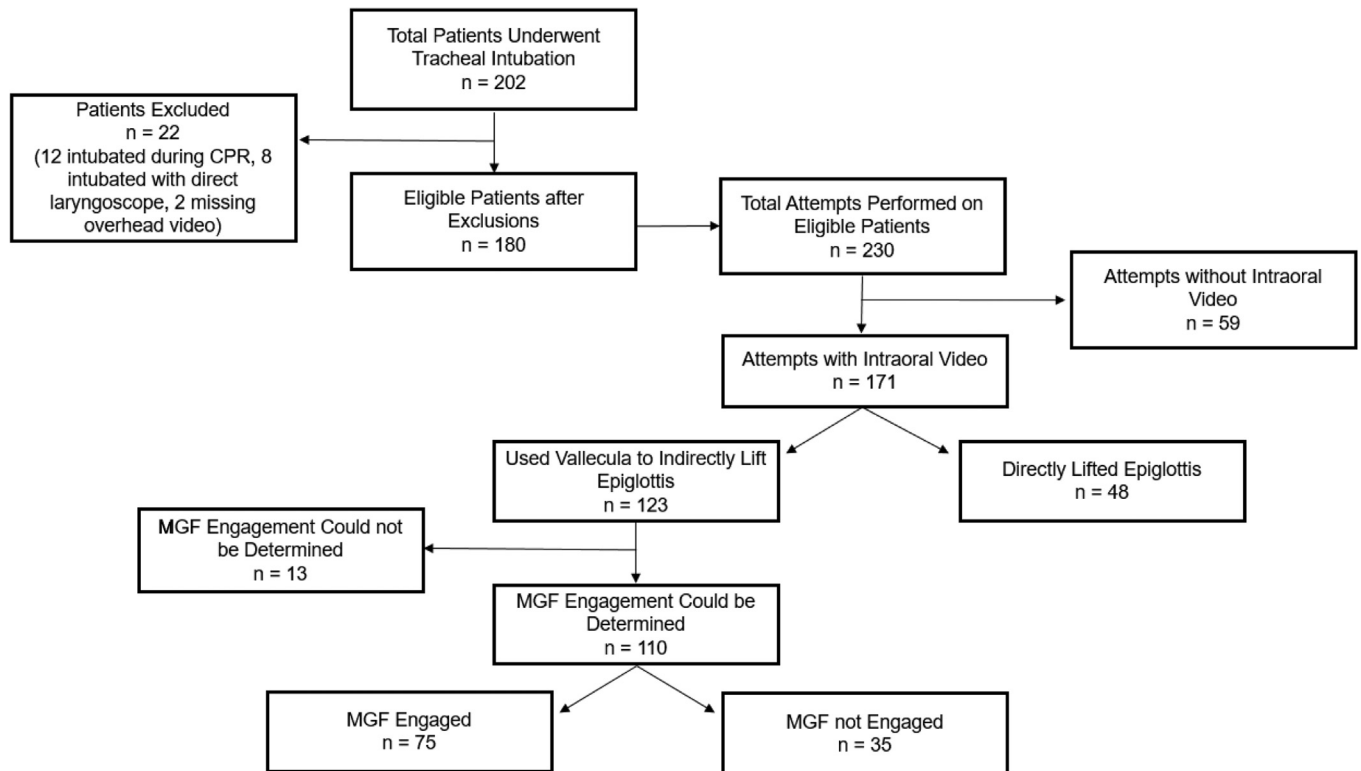 Total Patients Underwent
Tracheal Intubation
n = 202
Patients Excluded
n = 22
(12 intubated during CPR, 8
intubated with direct
laryngoscope, 2 missing
overhead video)
Eligible Patients after
Exclusions
n = 180
Total Attempts Performed on
Eligible Patients
n = 230
Attempts without Intraoral
Video
n = 59
Attempts with Intraoral Video
n = 171
Used Vallecula to Indirectly Lift
Epiglottis
n = 123
Directly Lifted Epiglottis
n = 48
MGF Engagement Could not
be Determined
n = 13
MGF Engagement Could be
Determined
n = 110
MGF Engaged
n = 75
MGF not Engaged
n = 35